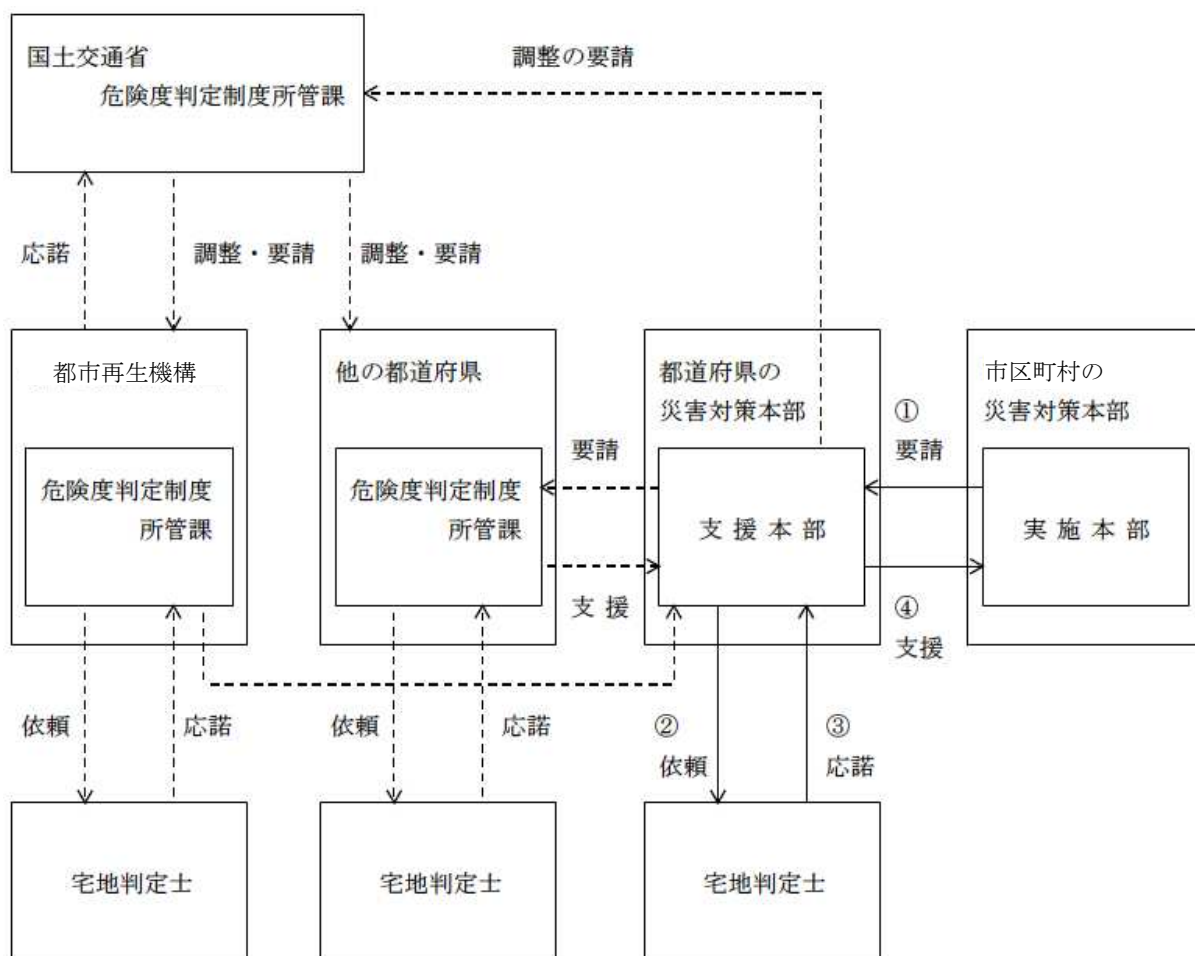 国土交通省
危険度判定制度所管課
調整の要請
応諾
調整・要請
調整・要請
都市再生機構
危険度判定制度
所管課
他の都道府県
危険度判定制度
所管課
要請
支 援
都道府県の
災害対策本部
支 援 本 部
①
要請
④
支援
市区町村の
災害対策本部
実 施 本 部
依頼
応諾
依頼
応諾
②
依頼
③
応諾
宅地判定士
宅地判定士
宅地判定士